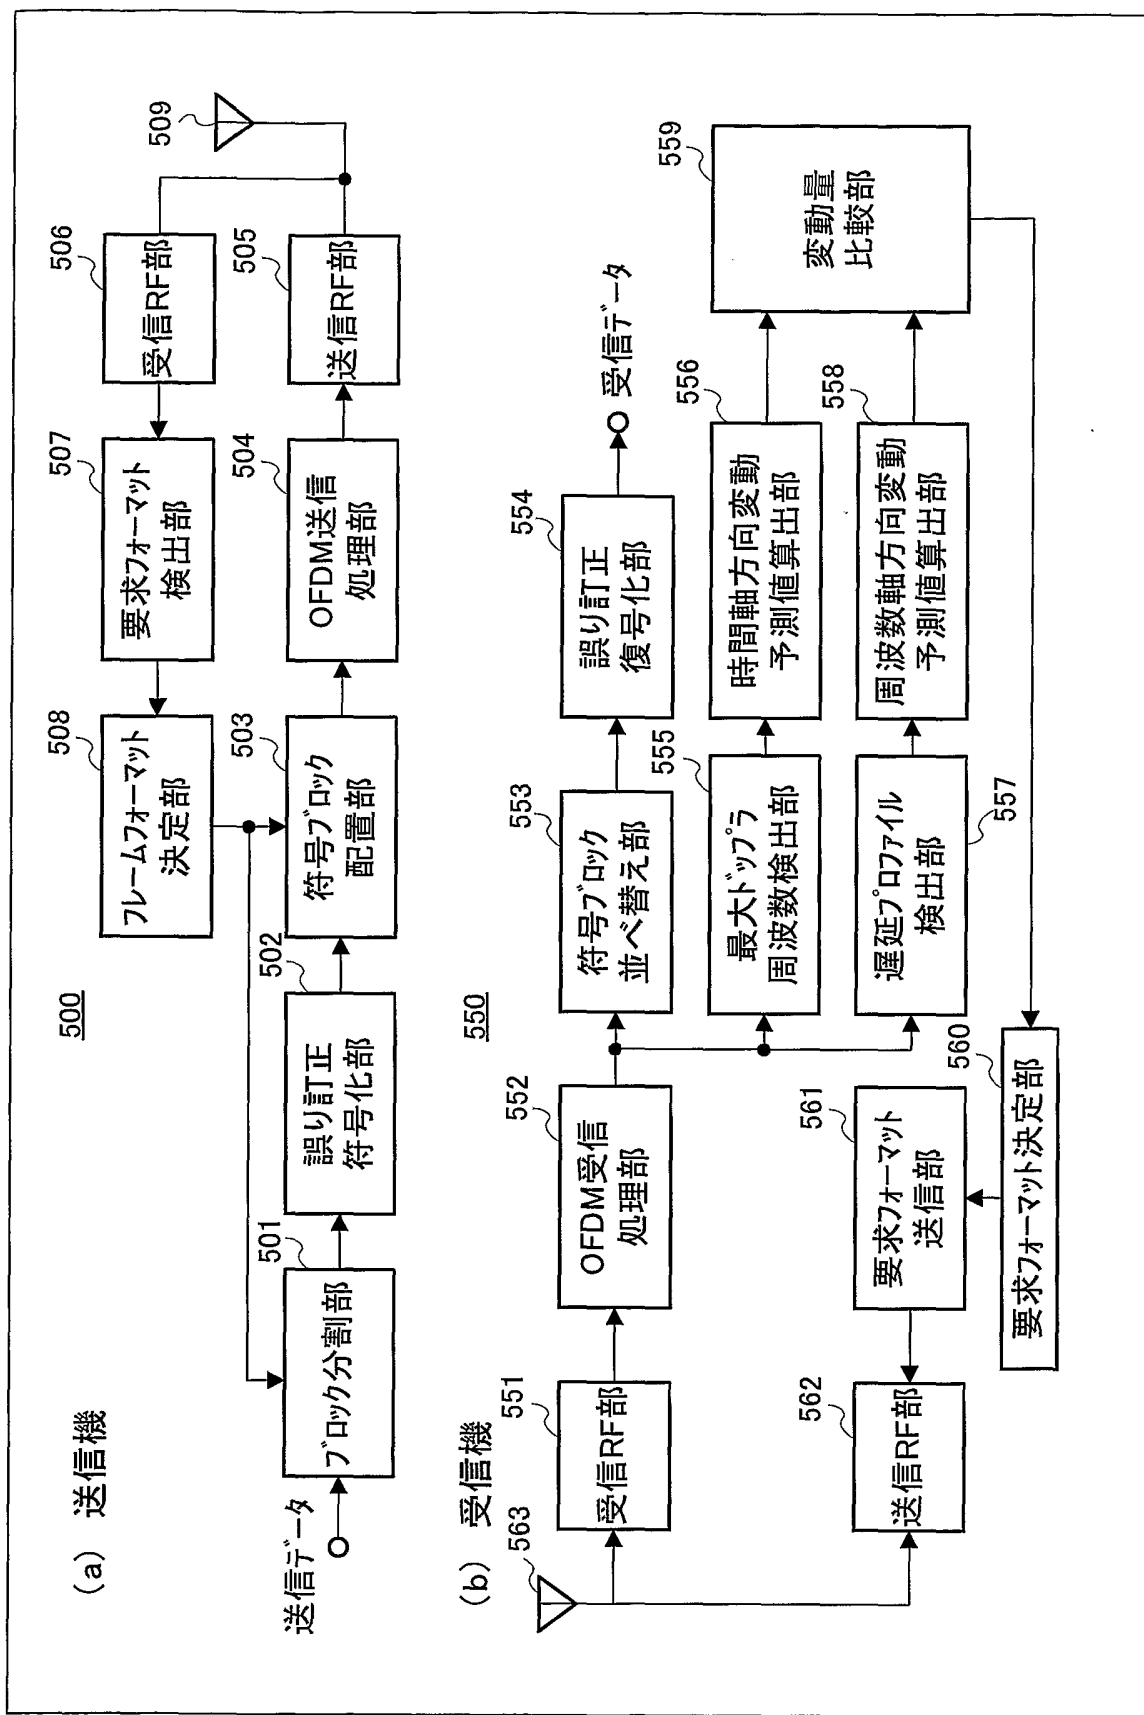 (a) 送信機
500
送信データ
501
ブロック分割部
502
誤り訂正
符号化部
503
符号ブロック
配置部
504
OFDM送信
処理部
505
送信RF部
506
受信RF部
507
要求フォーマット
検出部
508
フレームフォーマット
決定部
509
(b) 受信機
550
563
551
受信RF部
552
OFDM受信
処理部
553
符号ブロック
並べ替え部
554
誤り訂正
復号化部
受信データ
555
最大ドップラ
周波数検出部
556
時間軸方向変動
予測値算出部
557
遅延プロファイル
検出部
558
周波数軸方向変動
予測値算出部
559
変動量
比較部
560
要求フォーマット決定部
561
要求フォーマット
送信部
562
送信RF部